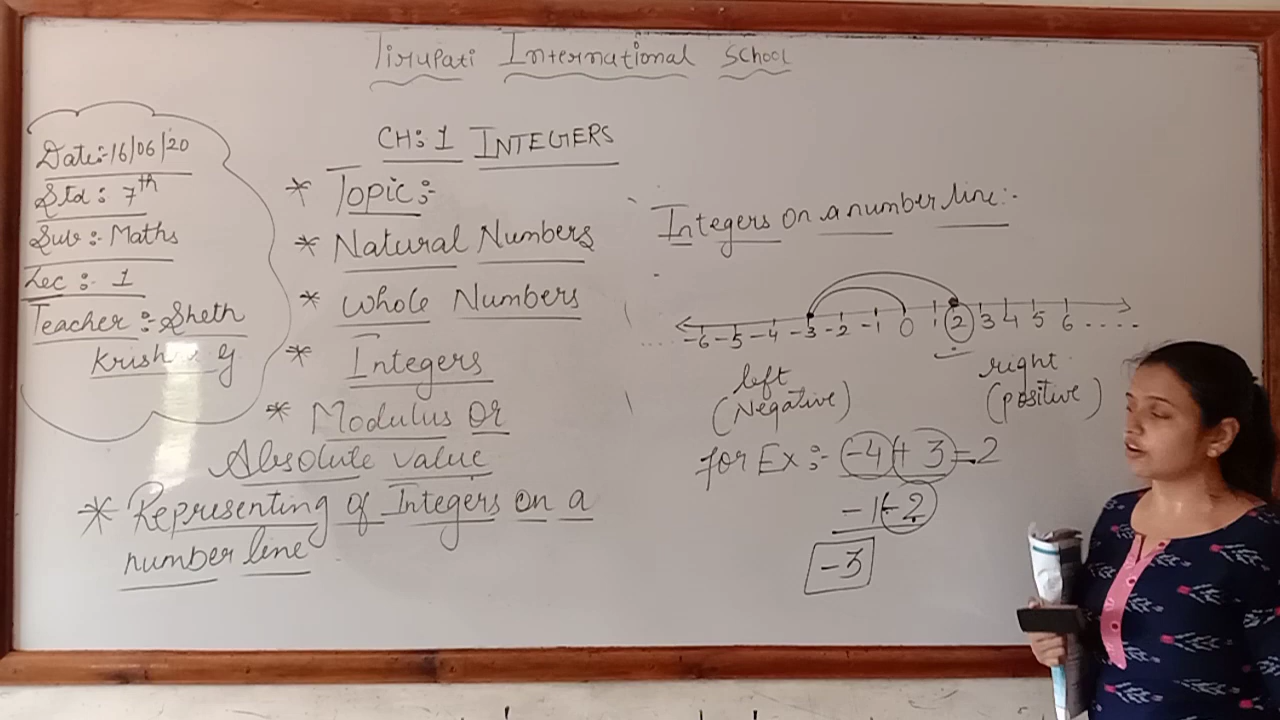 Tirupati International School
CH: 1 INTEGERS
Date:- 16/06/20
Std : 7th
Sub :- Maths
Lec : 1
Teacher : Sheth
* Topic :-
* Natural Numbers
* Whole Numbers
* Integers
* Modulus or
Absolute value
* Representing of Integers on a
number line
Integers on a number line:-
.... -6 -5 -4 -3 -2 -1 0 1 2 3 4 5 6 .....
left
(Negative)
right
(positive)
for Ex :- -4 + 3 - 2
-1 - 2
-3